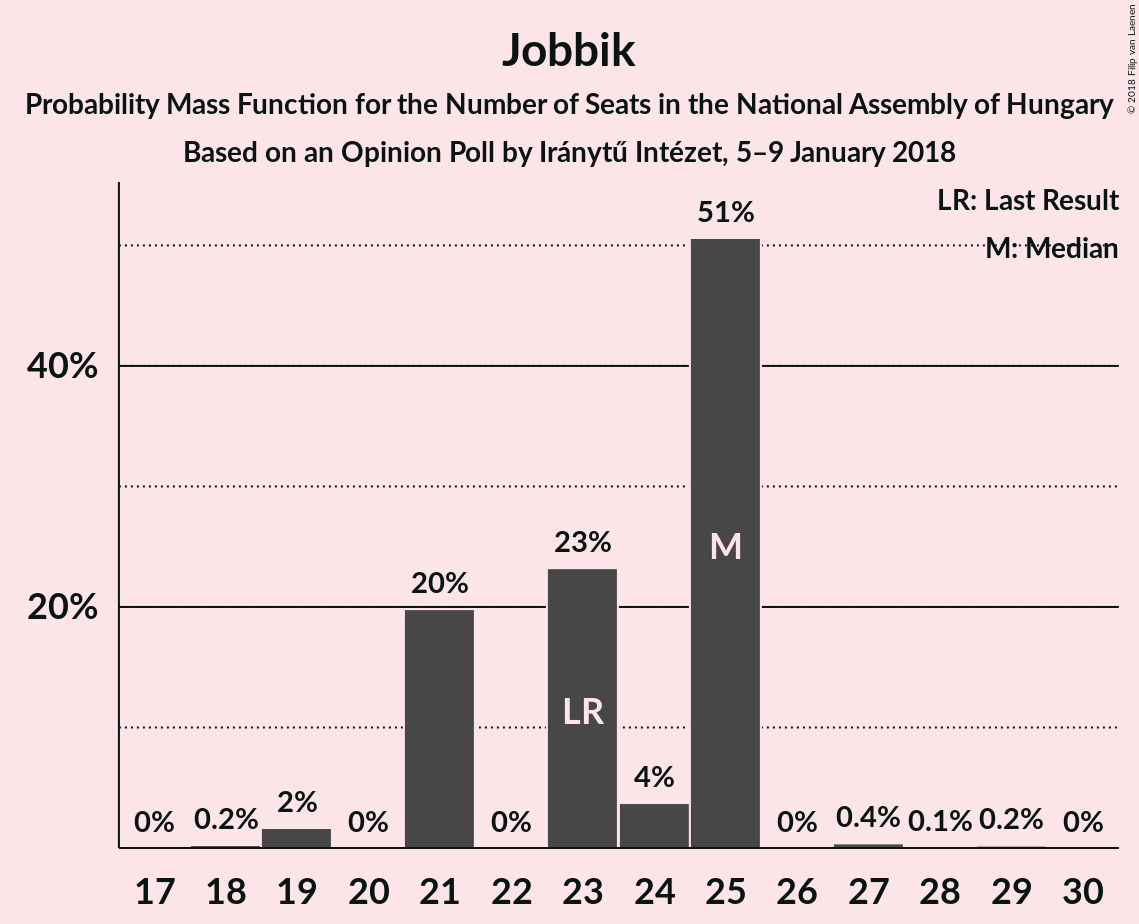 Jobbik
Probability Mass Function for the Number of Seats in the National Assembly of Hungary
Based on an Opinion Poll by Iránytű Intézet, 5–9 January 2018
© 2018 Filip van Laenen
LR: Last Result
M: Median
40%
20%
0% 0.2% 2% 0% 20% 0% 23% 4% 51% 0% 0.4% 0.1% 0.2% 0%
LR
M
17 18 19 20 21 22 23 24 25 26 27 28 29 30